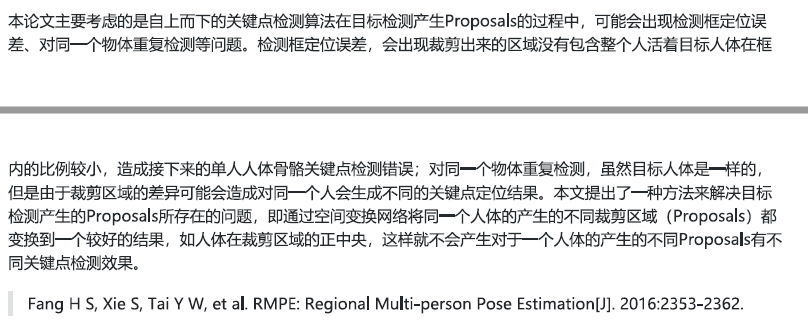 本论文主要考虑的是自上而下的关键点检测算法在目标检测产生Proposals的过程中，可能会出现检测框定位误
差、对同一个物体重复检测等问题。检测框定位误差，会出现裁剪出来的区域没有包含整个人活着目标人体在框
内的比例较小，造成接下来的单人人体骨骼关键点检测错误；对同一个物体重复检测，虽然目标人体是一样的，
但是由于裁剪区域的差异可能会造成对同一个人会生成不同的关键点定位结果。本文提出了一种方法来解决目标
检测产生的Proposals所存在的问题，即通过空间变换网络将同一个人体的产生的不同裁剪区域（Proposals）都
变换到一个较好的结果，如人体在裁剪区域的正中央，这样就不会产生对于一个人体的产生的不同Proposals有不
同关键点检测效果。
Fang H S, Xie S, Tai Y W, et al. RMPE: Regional Multi-person Pose Estimation[J]. 2016:2353-2362.